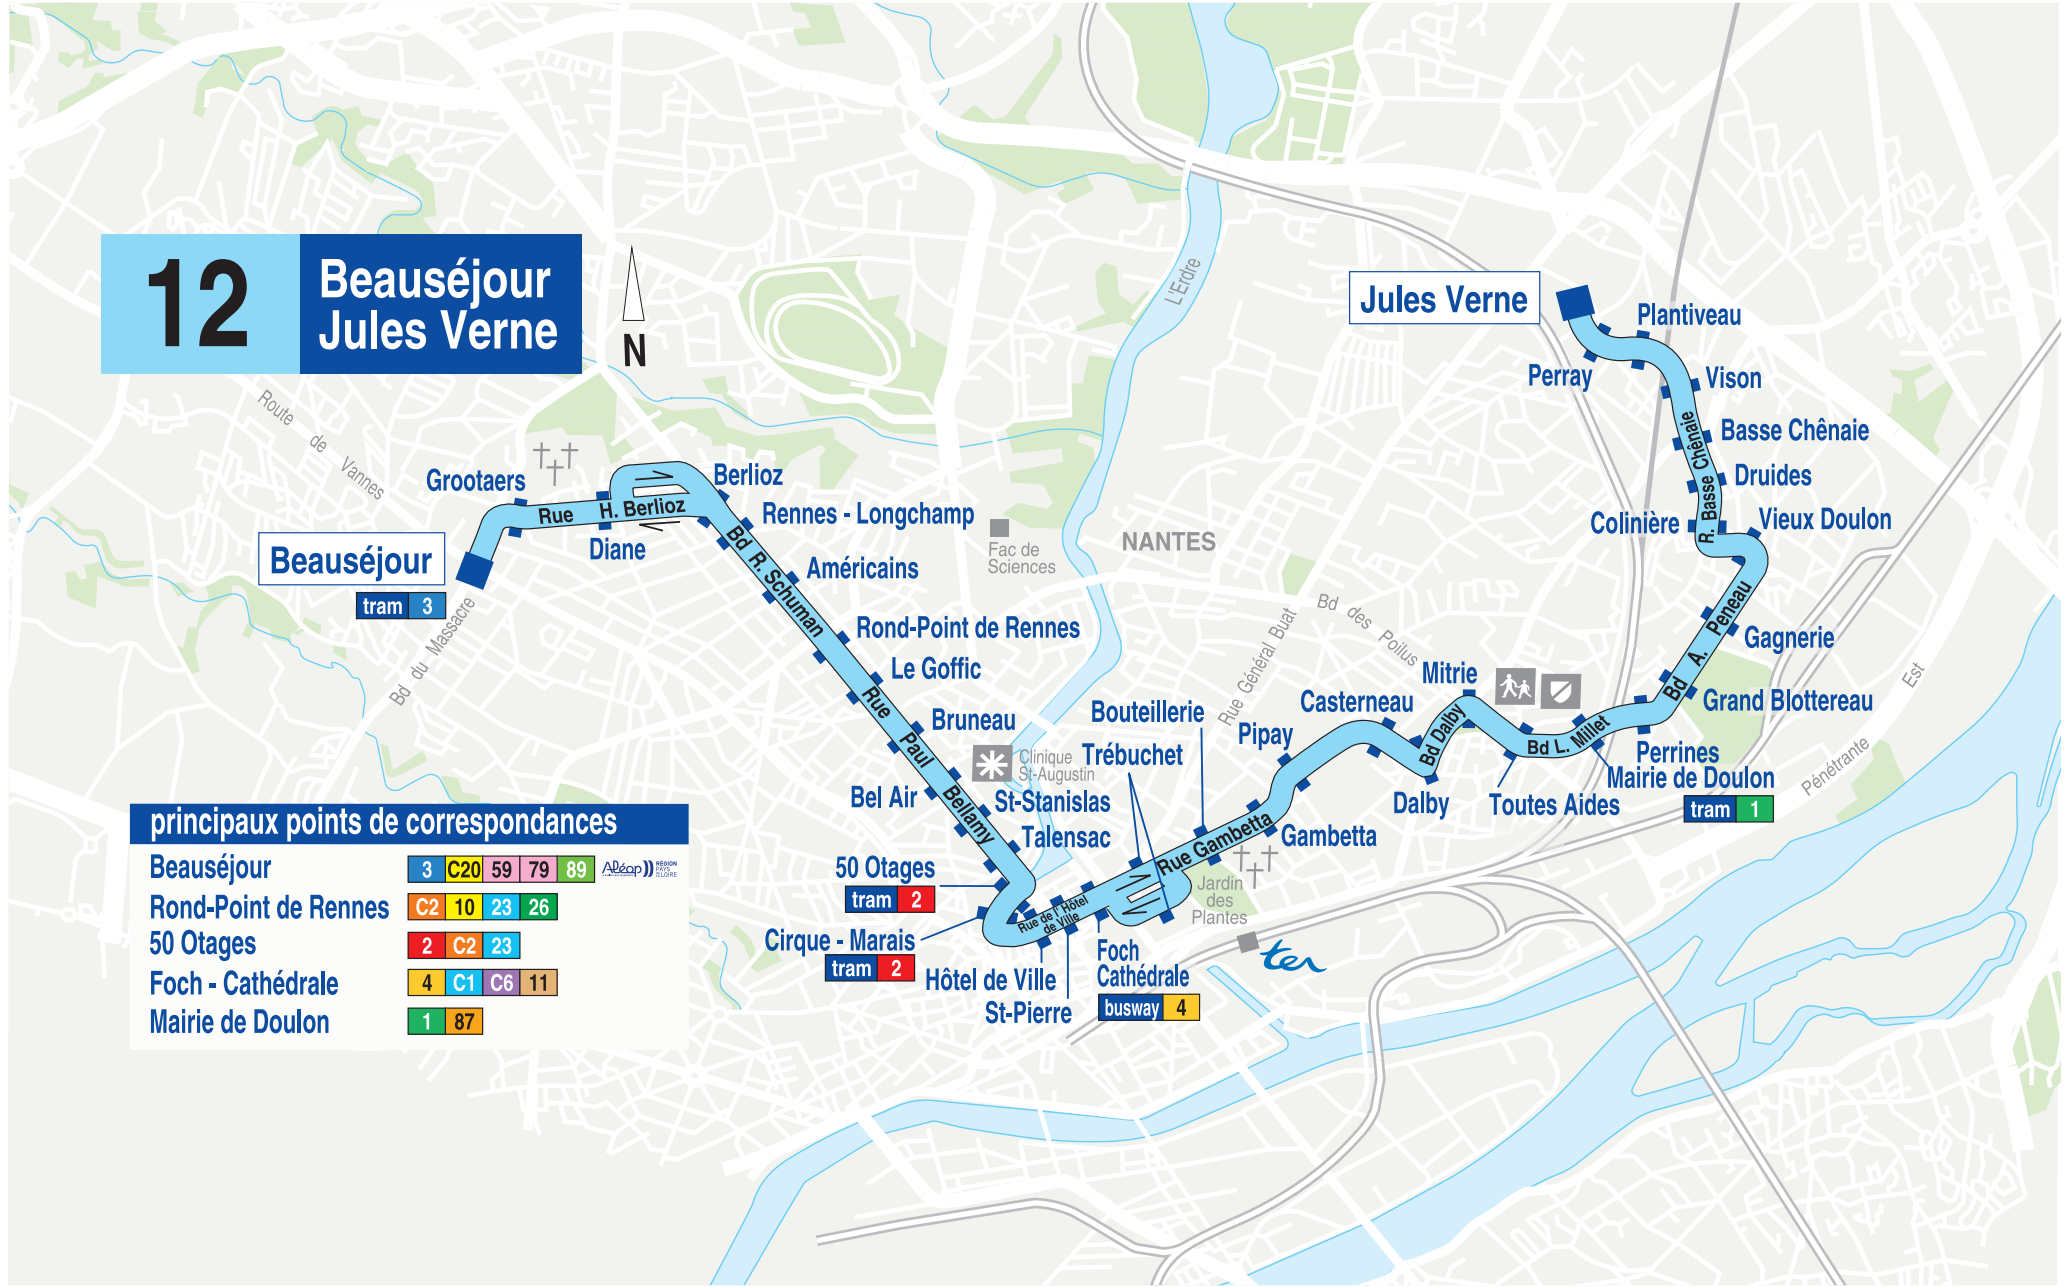 12
Beauséjour
Jules Verne
N
Route de Vannes
Grootaers
Beauséjour
tram 3
Bd du Massacre
Rue H. Berlioz
Diane
Berlioz
Rennes - Longchamp
Bd R. Schuman
Américains
Rond-Point de Rennes
Le Goffic
Rue Paul Bellamy
Bruneau
Clinique
St-Augustin
Bel Air
St-Stanislas
Talensac
50 Otages
tram 2
Cirque - Marais
tram 2
Rue de l' Hôtel
de Ville
Hôtel de Ville
St-Pierre
Foch
Cathédrale
busway 4
Fac de
Sciences
L'Erdre
NANTES
Bouteillerie
Trébuchet
Rue Gambetta
Jardin
des
Plantes
ter
Gambetta
Pipay
Rue Général Buat
Bd des Poilus
Casterneau
Mitrie
Bd Dalby
Dalby
Toutes Aides
Bd L. Millet
Mairie de Doulon
tram 1
Perrines
Grand Blottereau
Gagnerie
Bd A. Peneau
Pénétrante Est
Vieux Doulon
Colinière
R. Basse Chênaie
Druides
Basse Chênaie
Vison
Plantiveau
Perray
Jules Verne
principaux points de correspondances
Beauséjour 3 C20 59 79 89 Aléop RÉGION PAYS DE LA LOIRE
Rond-Point de Rennes C2 10 23 26
50 Otages 2 C2 23
Foch - Cathédrale 4 C1 C6 11
Mairie de Doulon 1 87